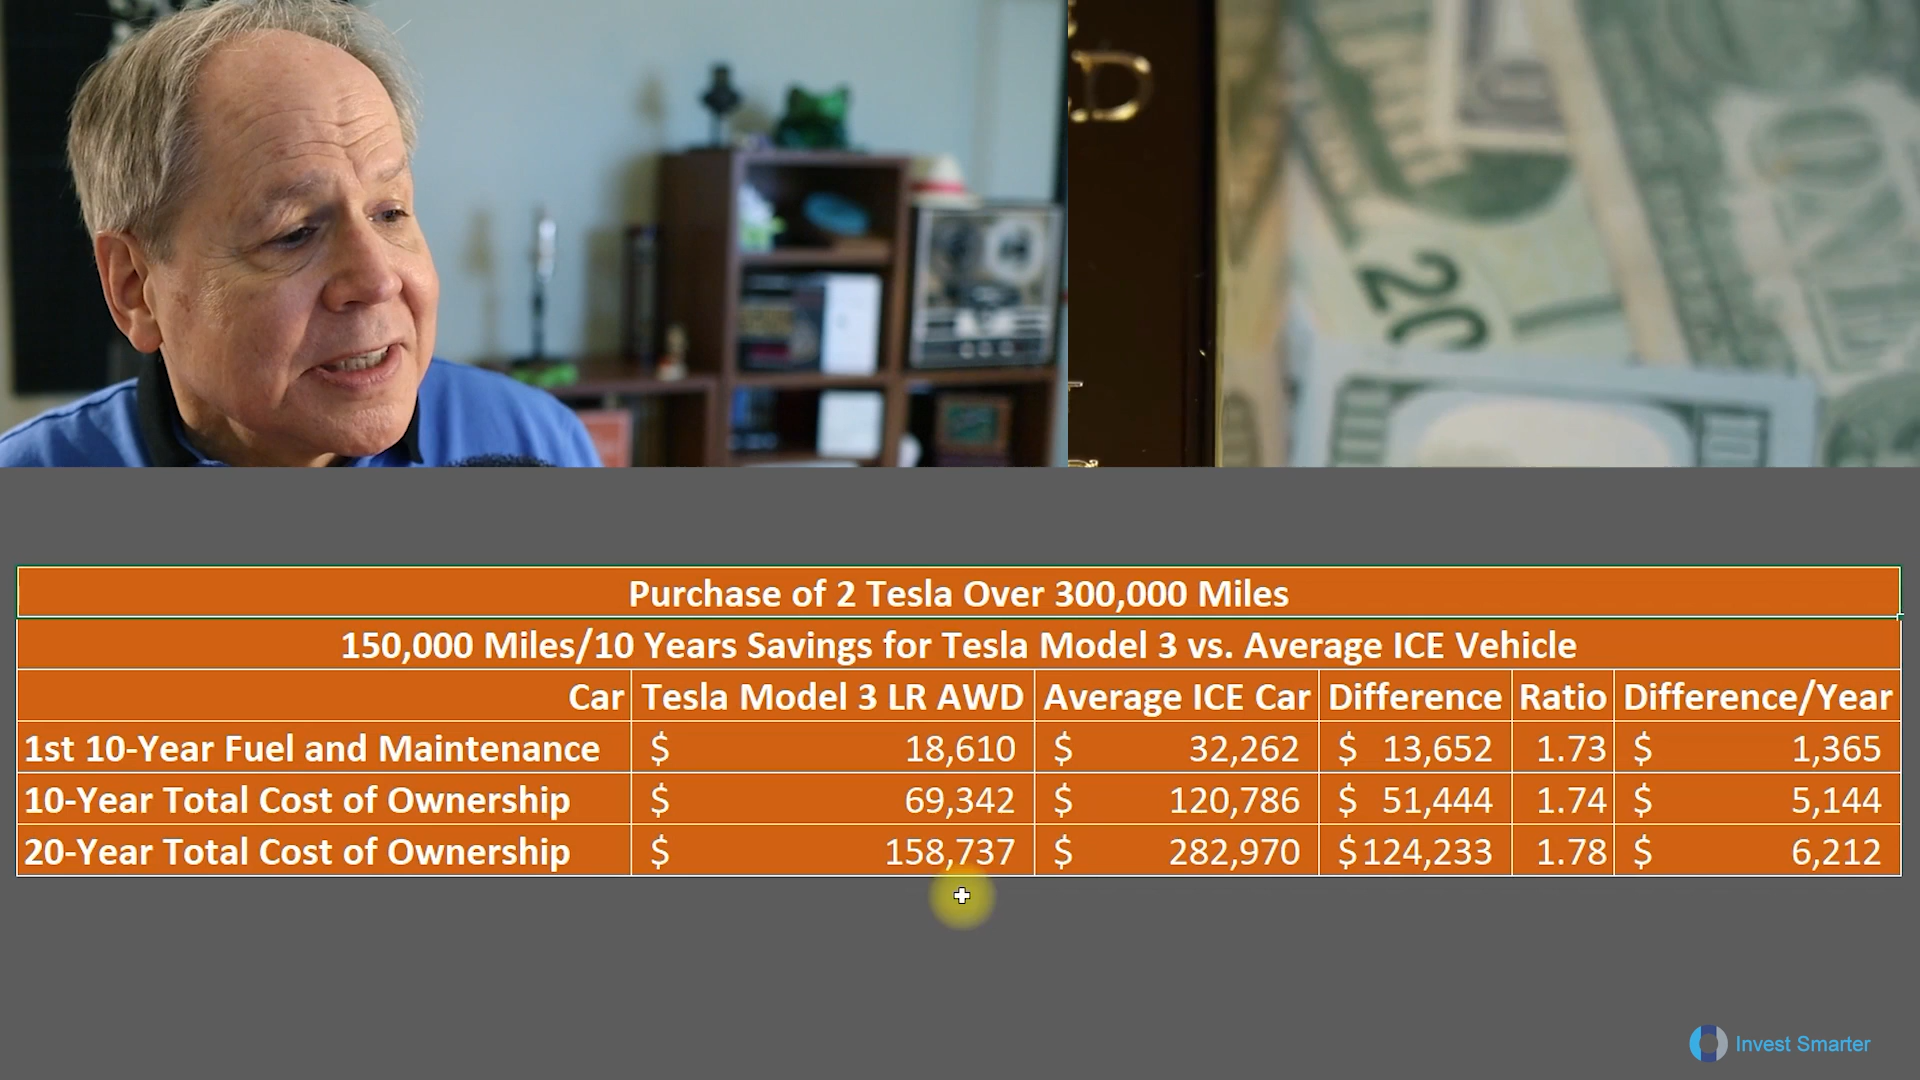 D
20
Purchase of 2 Tesla Over 300,000 Miles
150,000 Miles/10 Years Savings for Tesla Model 3 vs. Average ICE Vehicle
Car Tesla Model 3 LR AWD Average ICE Car Difference Ratio Difference/Year
1st 10-Year Fuel and Maintenance $ 18,610 $ 32,262 $ 13,652 1.73 $ 1,365
10-Year Total Cost of Ownership $ 69,342 $ 120,786 $ 51,444 1.74 $ 5,144
20-Year Total Cost of Ownership $ 158,737 $ 282,970 $124,233 1.78 $ 6,212
Invest Smarter